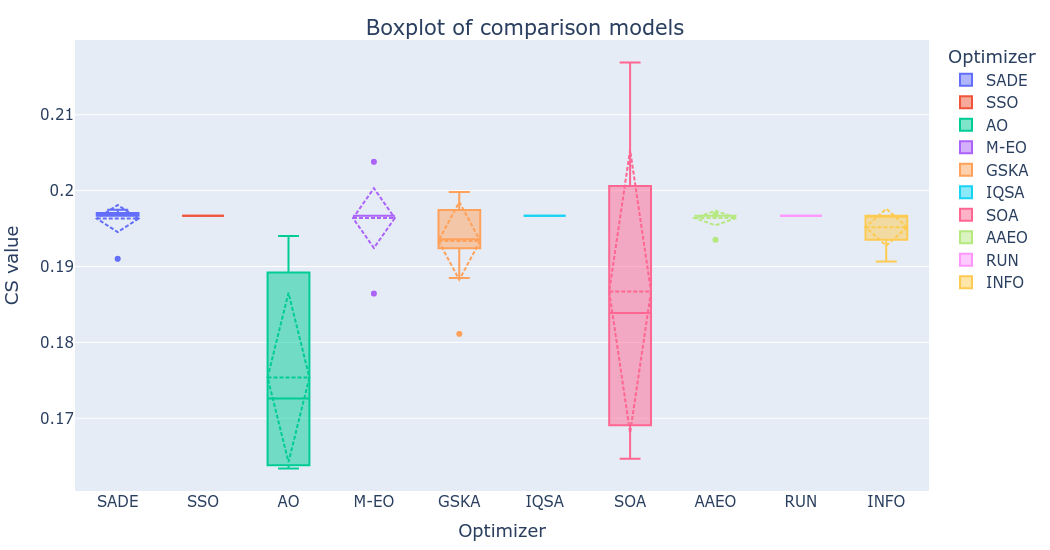 Boxplot of comparison models
CS value
0.21
0.2
0.19
0.18
0.17
SADE
SSO
AO
M-EO
GSKA
IQSA
SOA
AAEO
RUN
INFO
Optimizer
Optimizer
SADE
SSO
AO
M-EO
GSKA
IQSA
SOA
AAEO
RUN
INFO